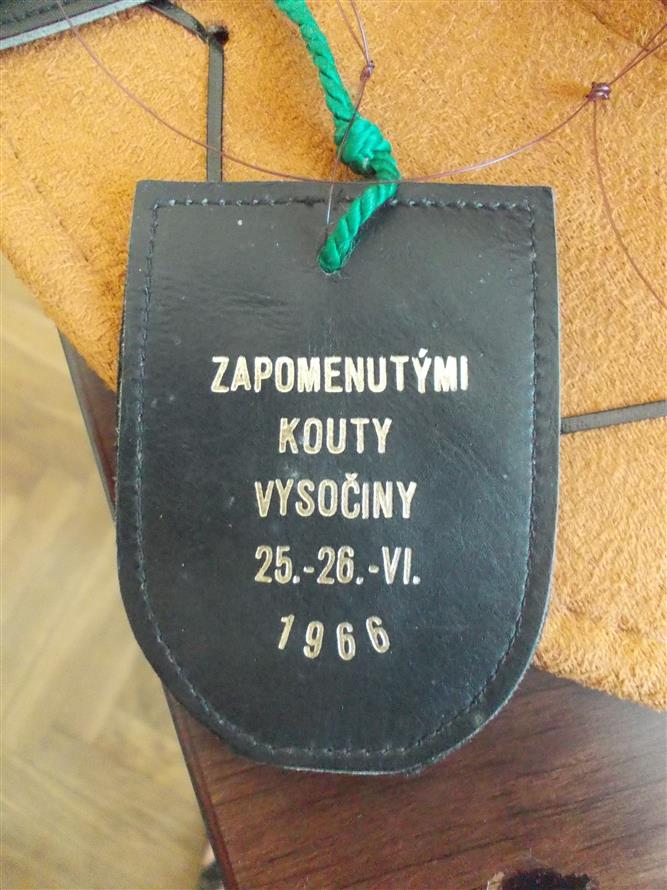 ZAPOMENUTÝMI
KOUTY
VYSOČINY
25.-26.-VI.
1966